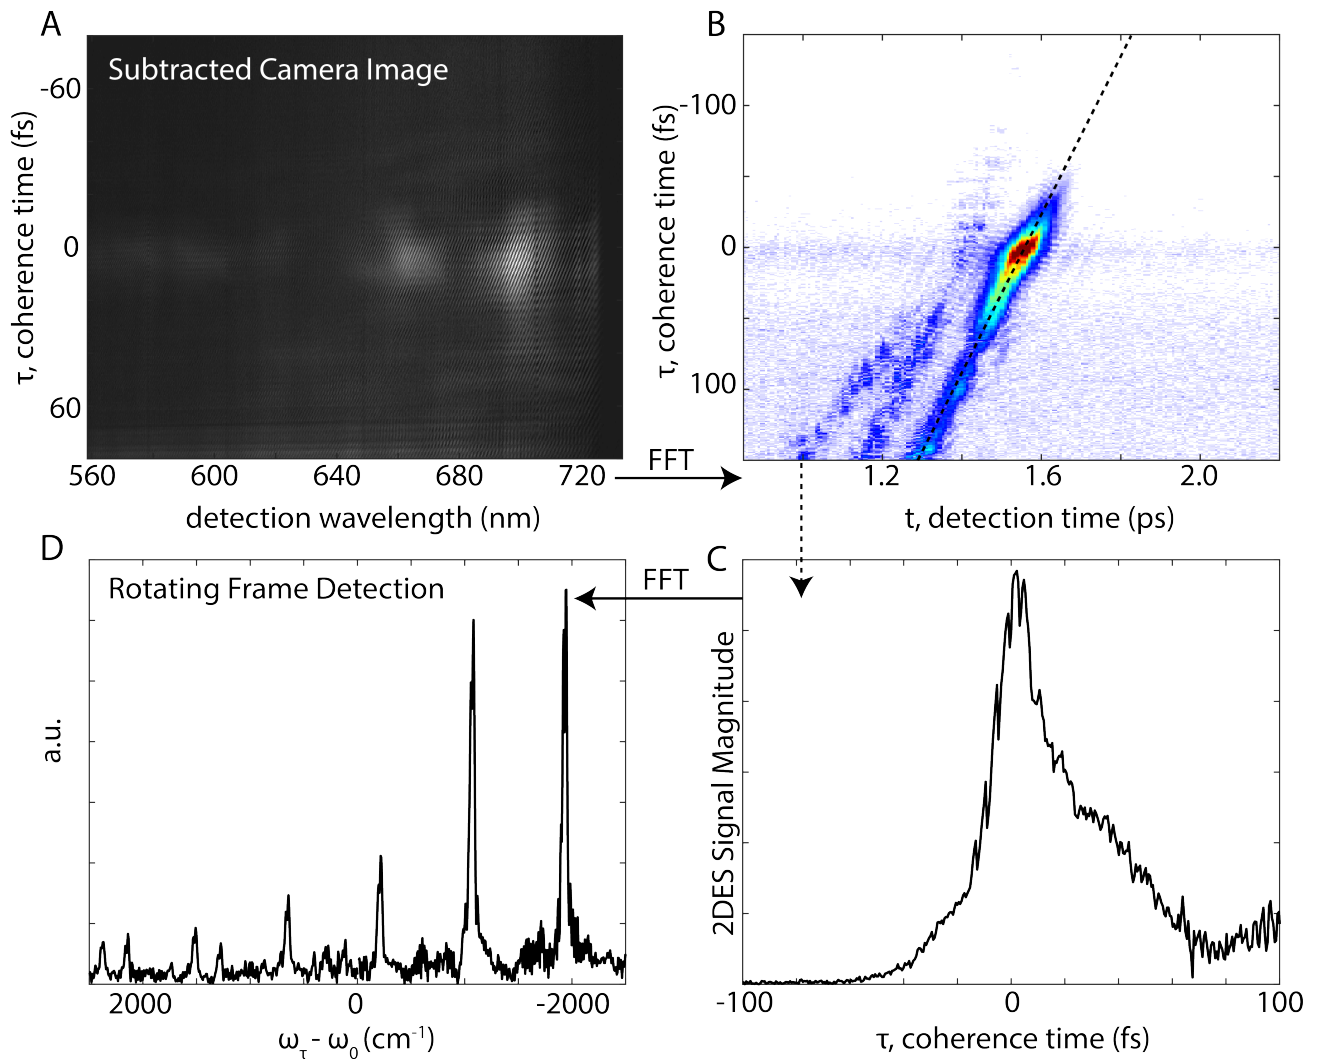 A
Subtracted Camera Image
-60
0
60
τ, coherence time (fs)
560 600 640 680 720
detection wavelength (nm)
FFT
B
-100
0
100
τ, coherence time (fs)
1.2 1.6 2.0
t, detection time (ps)
D
Rotating Frame Detection
a.u.
2000 0 -2000
ωτ - ω0 (cm-1)
FFT
C
2DES Signal Magnitude
-100 0 100
τ, coherence time (fs)